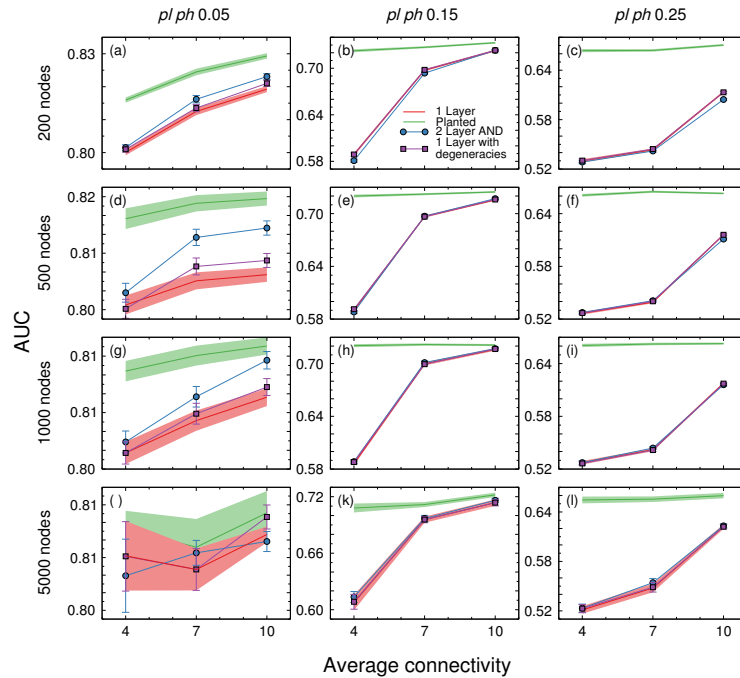 pl ph 0.05 pl ph 0.15 pl ph 0.25
(a) (b) (c)
0.83 0.80
0.70 0.64 0.58
0.64 0.58 0.52
200 nodes
1 Layer
Planted
2 Layer AND
1 Layer with
degeneracies
(d) (e) (f)
0.82 0.81 0.80
0.70 0.64 0.58
0.64 0.58 0.52
500 nodes
AUC
(g) (h) (i)
0.81 0.81 0.80
0.70 0.64 0.58
0.64 0.58 0.52
1000 nodes
( ) (k) (l)
0.81 0.81 0.80
0.72 0.66 0.60
0.64 0.58 0.52
5000 nodes
4 7 10 4 7 10 4 7 10
Average connectivity